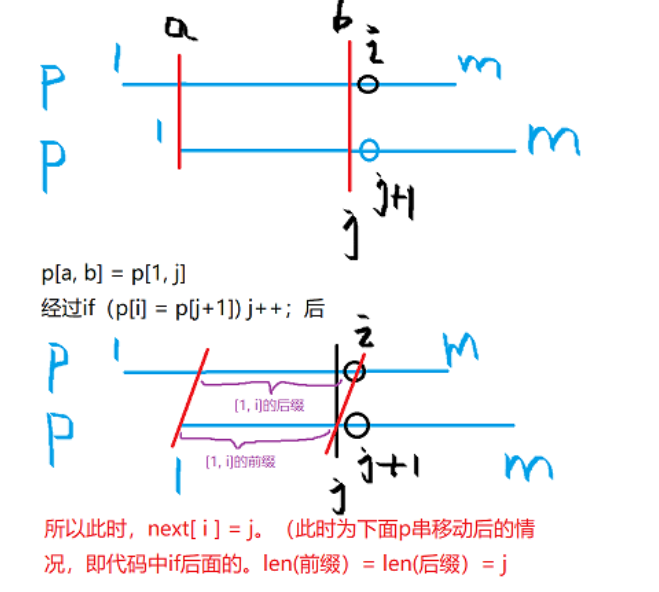 a b i
P 1 m
P 1 m
j j+1
p[a, b] = p[1, j]
经过if（p[i] = p[j+1]) j++；后
i
P 1 m
[1, i]的后缀
P
[1, i]的前缀
1 j j+1 m
所以此时，next[ i ] = j。（此时为下面p串移动后的情
况，即代码中if后面的。len(前缀）= len(后缀）= j